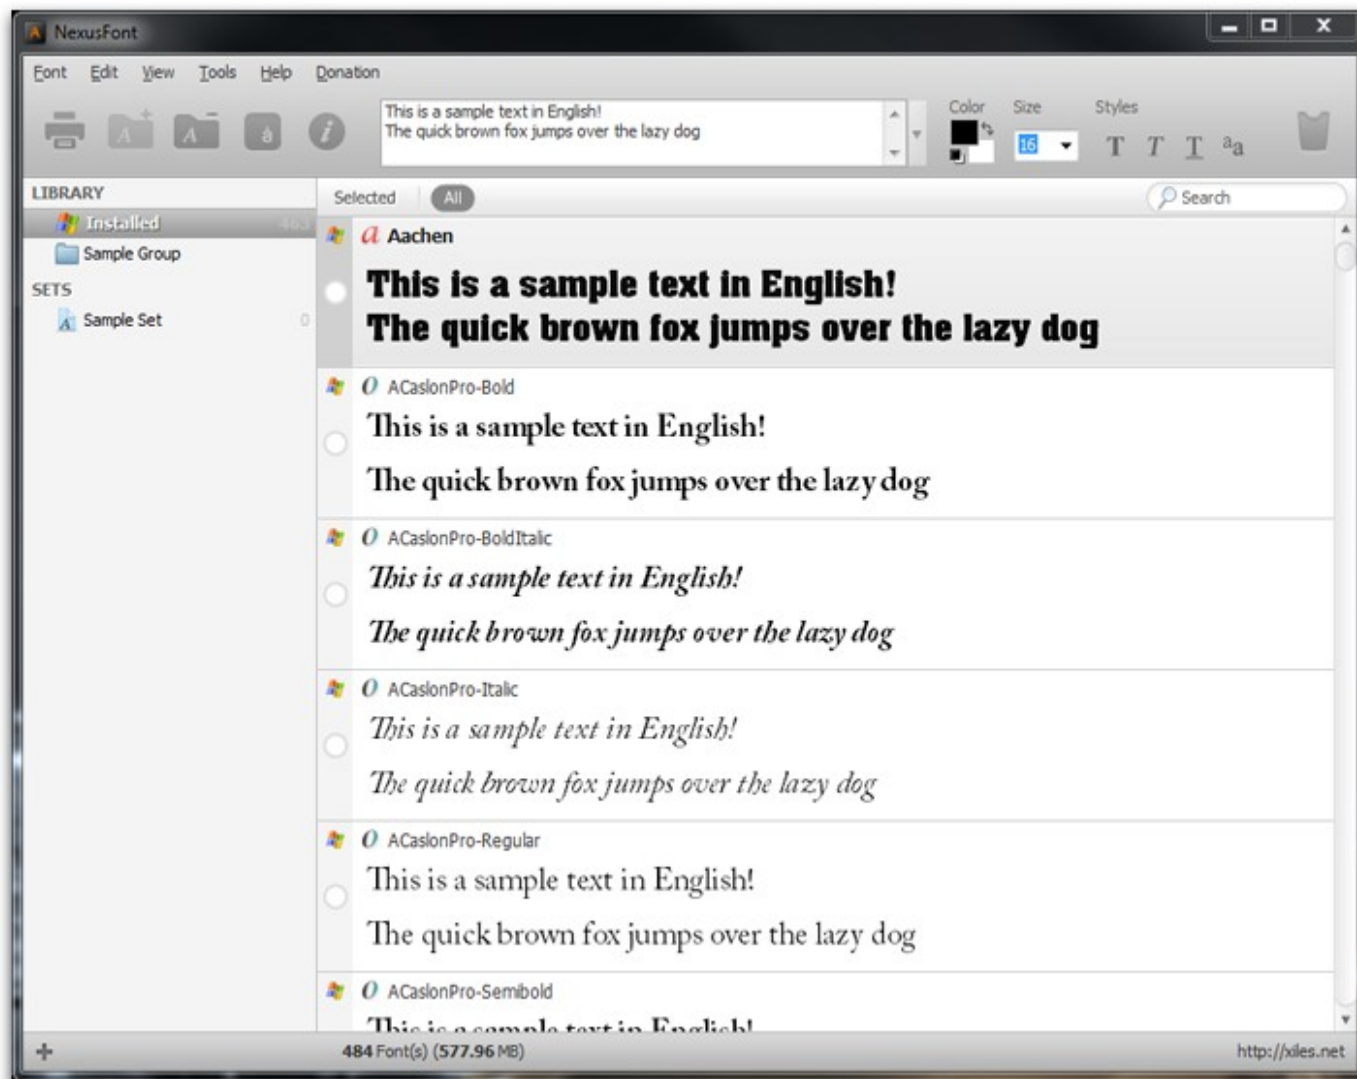 NexusFont
Font Edit View Tools Help Donation
This is a sample text in English!
The quick brown fox jumps over the lazy dog
Color Size Styles
16 T T T aa
LIBRARY
Selected All Search
Installed
Sample Group
SETS
Sample Set 0
Aachen
This is a sample text in English!
The quick brown fox jumps over the lazy dog
ACaslonPro-Bold
This is a sample text in English!
The quick brown fox jumps over the lazy dog
ACaslonPro-BoldItalic
This is a sample text in English!
The quick brown fox jumps over the lazy dog
ACaslonPro-Italic
This is a sample text in English!
The quick brown fox jumps over the lazy dog
ACaslonPro-Regular
This is a sample text in English!
The quick brown fox jumps over the lazy dog
ACaslonPro-Semibold
This is a sample text in English!
484 Font(s) (577.96 MB)
http://xiles.net